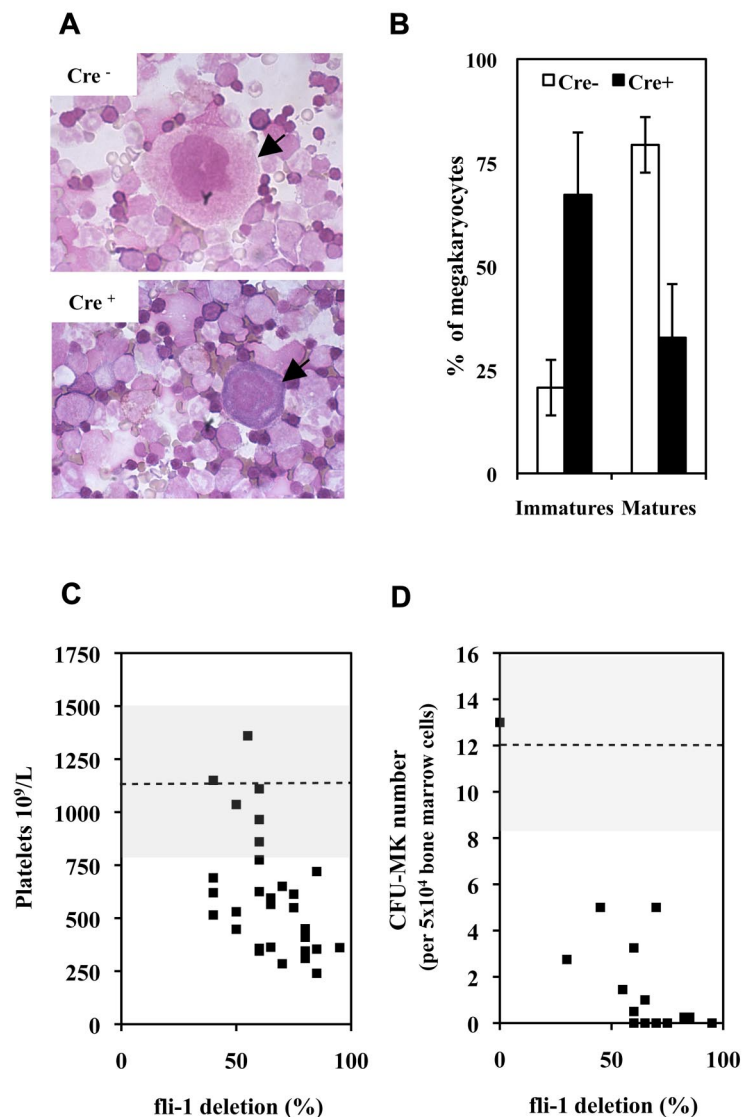 A
Cre -
Cre +
B
100
75
50
25
0
% of megakaryocytes
Cre- Cre+
Immatures Matures
C
1750
1500
1250
1000
750
500
250
0
Platelets 10⁹/L
0 50 100
fli-1 deletion (%)
D
16
14
12
10
8
6
4
2
0
CFU-MK number
(per 5x10⁴ bone marrow cells)
0 50 100
fli-1 deletion (%)